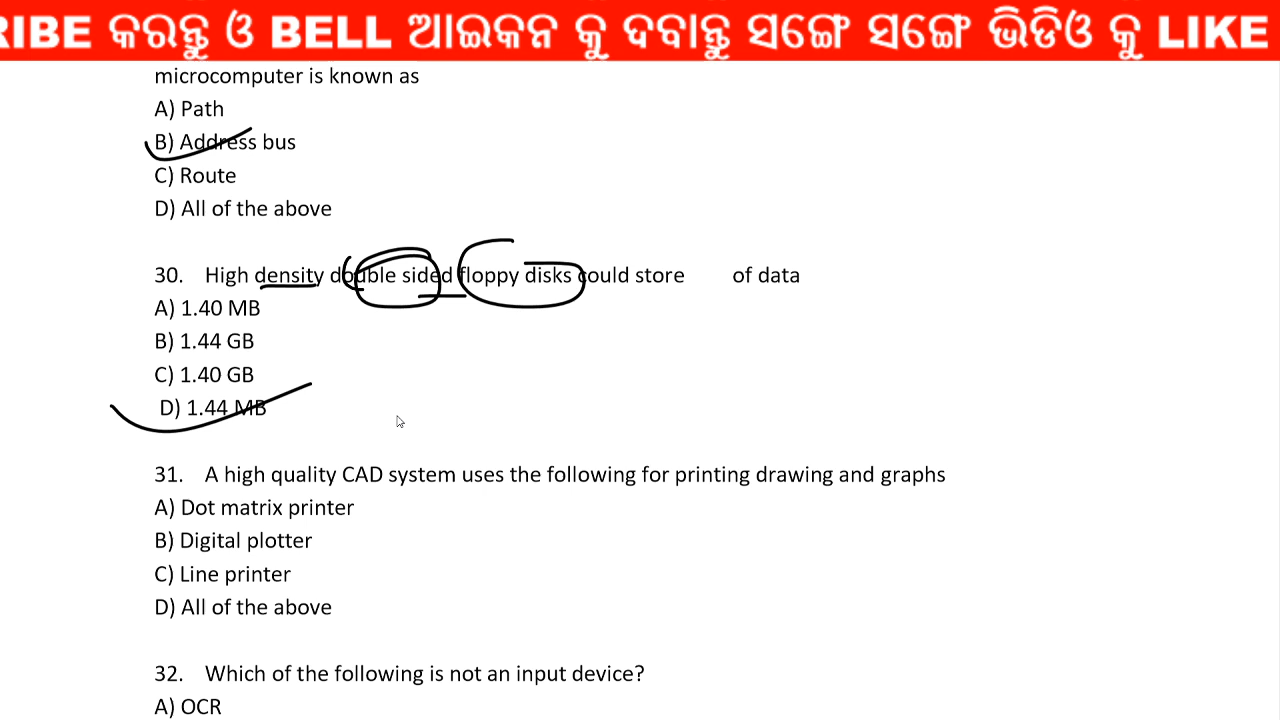 RIBE କରନ୍ତୁ ଓ BELL ଆଇକନ କୁ ଦବାନ୍ତୁ ସଙ୍ଗେ ସଙ୍ଗେ ଭିଡିଓ କୁ LIKE
microcomputer is known as
A) Path
B) Address bus
C) Route
D) All of the above
30. High density double sided floppy disks could store of data
A) 1.40 MB
B) 1.44 GB
C) 1.40 GB
D) 1.44 MB
31. A high quality CAD system uses the following for printing drawing and graphs
A) Dot matrix printer
B) Digital plotter
C) Line printer
D) All of the above
32. Which of the following is not an input device?
A) OCR